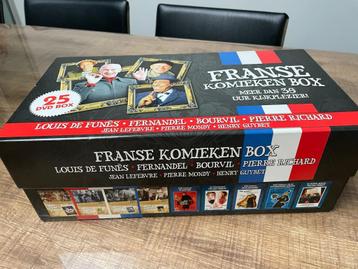 25
DVD BOX
FRANSE
KOMIEKEN BOX
MEER DAN 38
UUR KIJKPLEZIER!
LOUIS DE FUNÈS • FERNANDEL • BOURVIL • PIERRE RICHARD
JEAN LEFEBVRE • PIERRE MONDY • HENRY GUYBET
FRANSE KOMIEKEN BOX
LOUIS DE FUNÈS • FERNANDEL • BOURVIL • PIERRE RICHARD
JEAN LEFEBVRE • PIERRE MONDY • HENRY GUYBET